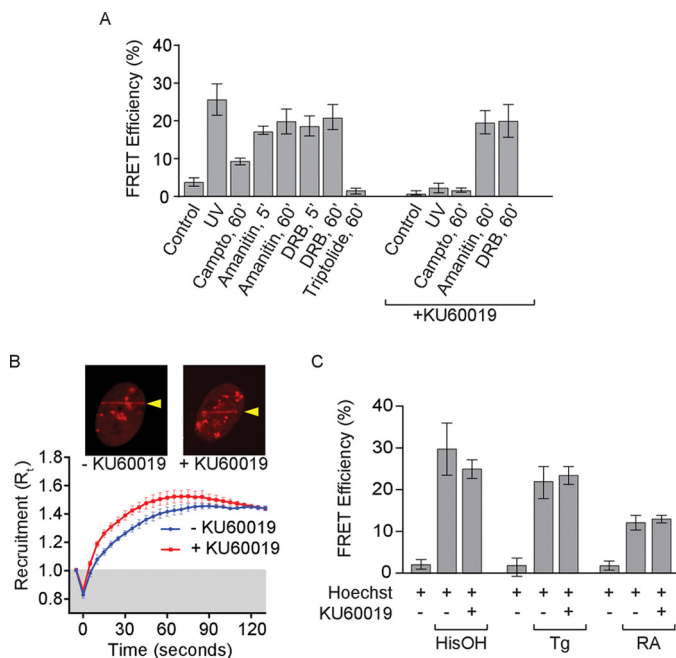 A
FRET Efficiency (%)
40
30
20
10
0
Control
UV
Campto, 60'
Amanitin, 5'
Amanitin, 60'
DRB, 5'
DRB, 60'
Triptolide, 60'
Control
UV
Campto, 60'
Amanitin, 60'
DRB, 60'
+KU60019
B
- KU60019
+ KU60019
Recruitment (Rt)
1.8
1.6
1.4
1.2
1.0
0.8
- KU60019
+ KU60019
0 30 60 90 120
Time (seconds)
C
FRET Efficiency (%)
40
30
20
10
0
Hoechst + + + + + + + + +
KU60019 - - + - - + - - +
HisOH Tg RA